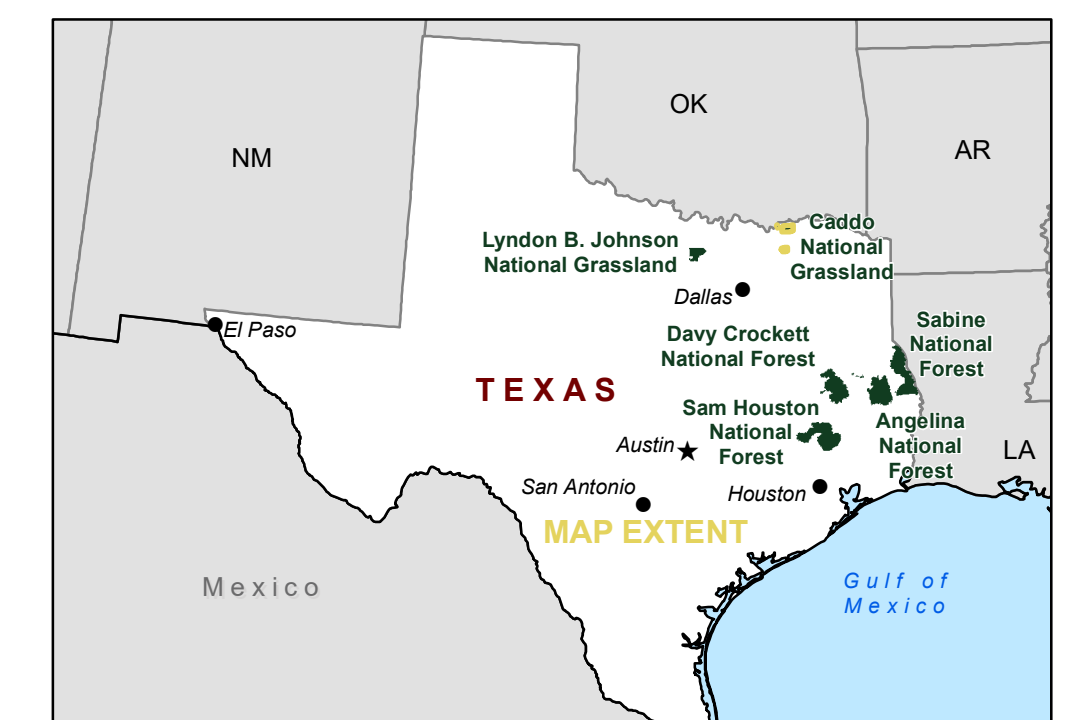 OK
AR
NM
Caddo
National
Grassland
Lyndon B. Johnson
National Grassland
Dallas
El Paso
Sabine
National
Forest
Davy Crockett
National Forest
TEXAS
Sam Houston
National
Forest
Angelina
National
Forest
Austin
LA
San Antonio
Houston
MAP EXTENT
Mexico
Gulf of
Mexico